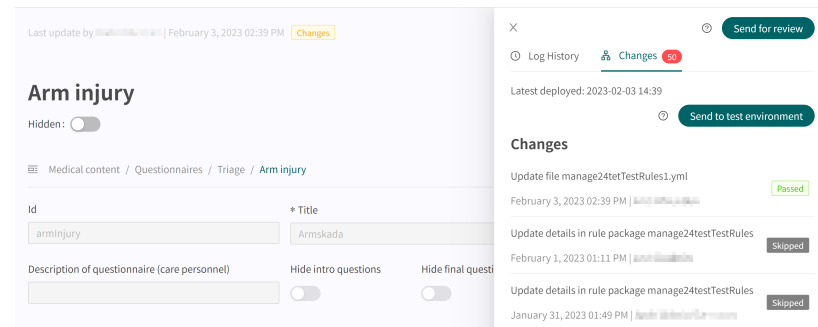 Last update by | February 3, 2023 02:39 PM Changes
Arm injury
Hidden :
Medical content / Questionnaires / Triage / Arm injury
Id
armInjury
* Title
Armskada
Description of questionnaire (care personnel)
Hide intro questions
Hide final questi
Send for review
Log History
Changes 50
Latest deployed: 2023-02-03 14:39
Send to test environment
Changes
Update file manage24tetTestRules1.yml
February 3, 2023 02:39 PM |
Passed
Update details in rule package manage24testTestRules
February 1, 2023 01:11 PM |
Skipped
Update details in rule package manage24testTestRules
January 31, 2023 01:49 PM |
Skipped